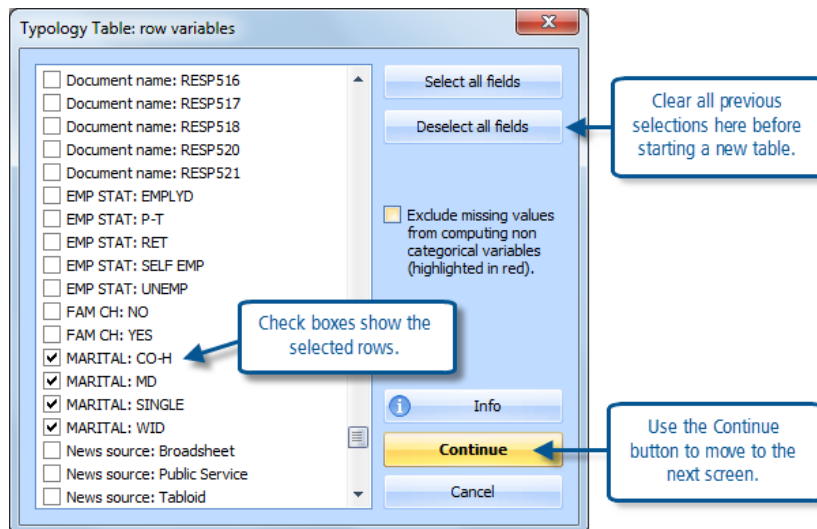 Typology Table: row variables
Document name: RESP516
Document name: RESP517
Document name: RESP518
Document name: RESP520
Document name: RESP521
EMP STAT: EMPLYD
EMP STAT: P-T
EMP STAT: RET
EMP STAT: SELF EMP
EMP STAT: UNEMP
FAM CH: NO
FAM CH: YES
MARITAL: CO-H
MARITAL: MD
MARITAL: SINGLE
MARITAL: WID
News source: Broadsheet
News source: Public Service
News source: Tabloid
Select all fields
Deselect all fields
Exclude missing values
from computing non
categorical variables
(highlighted in red).
Info
Continue
Cancel
Clear all previous
selections here before
starting a new table.
Check boxes show the
selected rows.
Use the Continue
button to move to the
next screen.